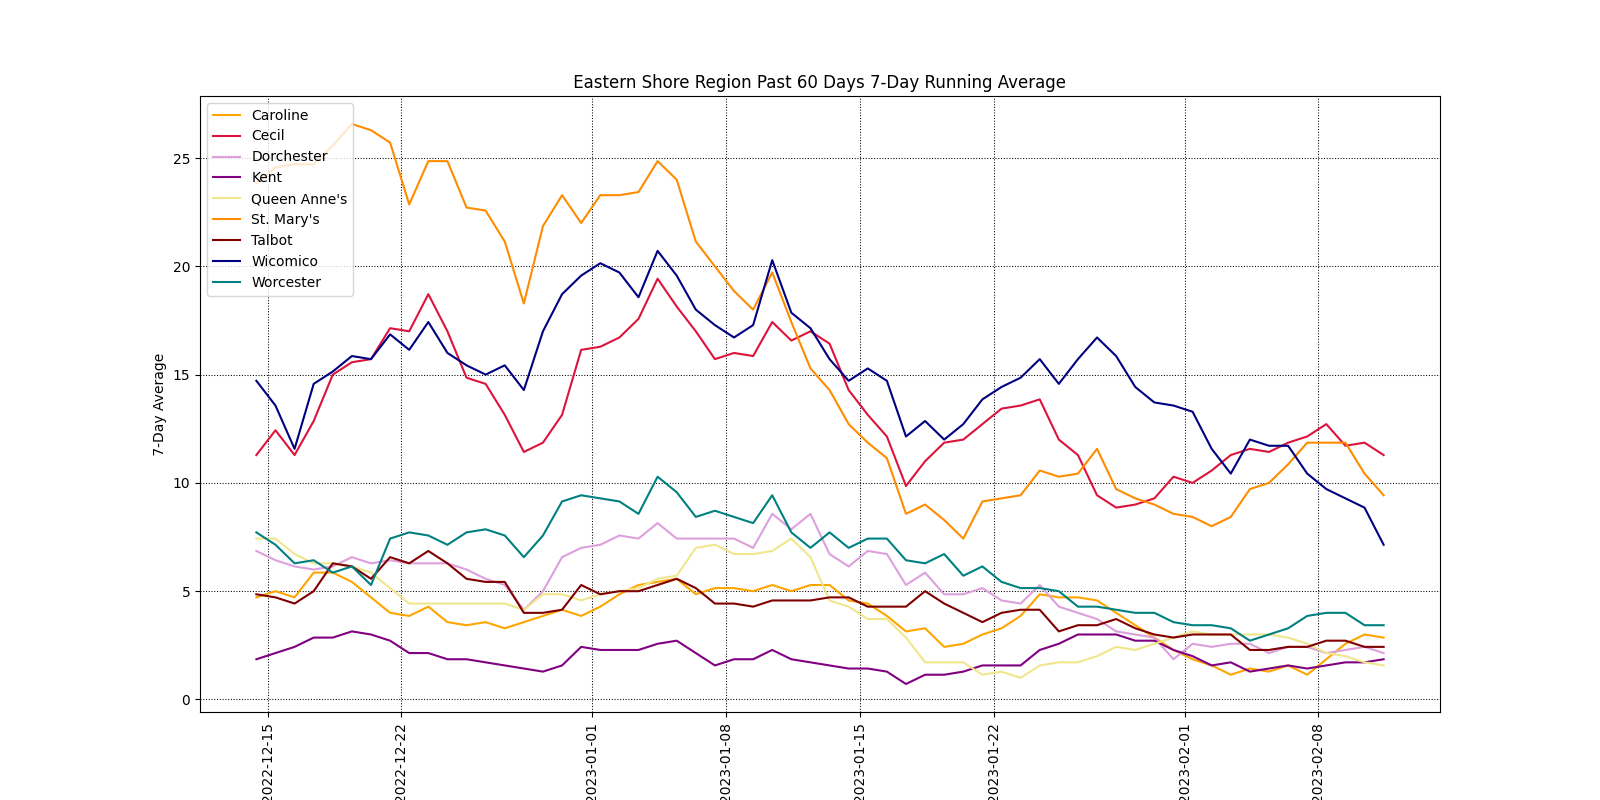 Eastern Shore Region Past 60 Days 7-Day Running Average
Caroline
Cecil
Dorchester
Kent
Queen Anne's
St. Mary's
Talbot
Wicomico
Worcester
25
20
15
10
5
0
7-Day Average
2022-12-15
2022-12-22
2023-01-01
2023-01-08
2023-01-15
2023-01-22
2023-02-01
2023-02-08